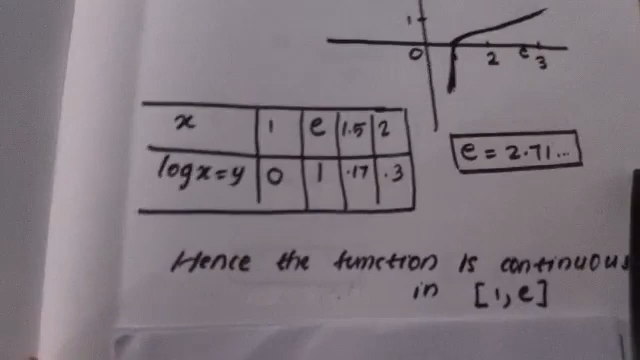 1
0 2 e 3
x 1 e 1.5 2
log x = y 0 1 .17 .3
e = 2.71...
Hence the function is continuous
in [1, e]